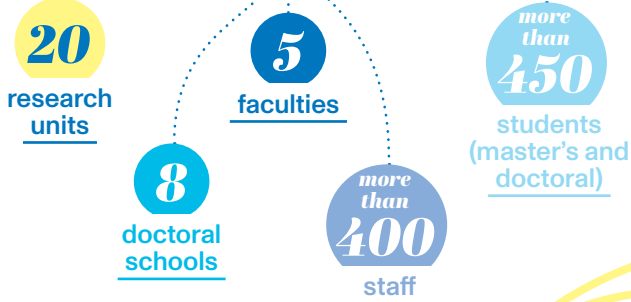 20
research
units
5
faculties
more
than
450
students
(master's and
doctoral)
8
doctoral
schools
more
than
400
staff